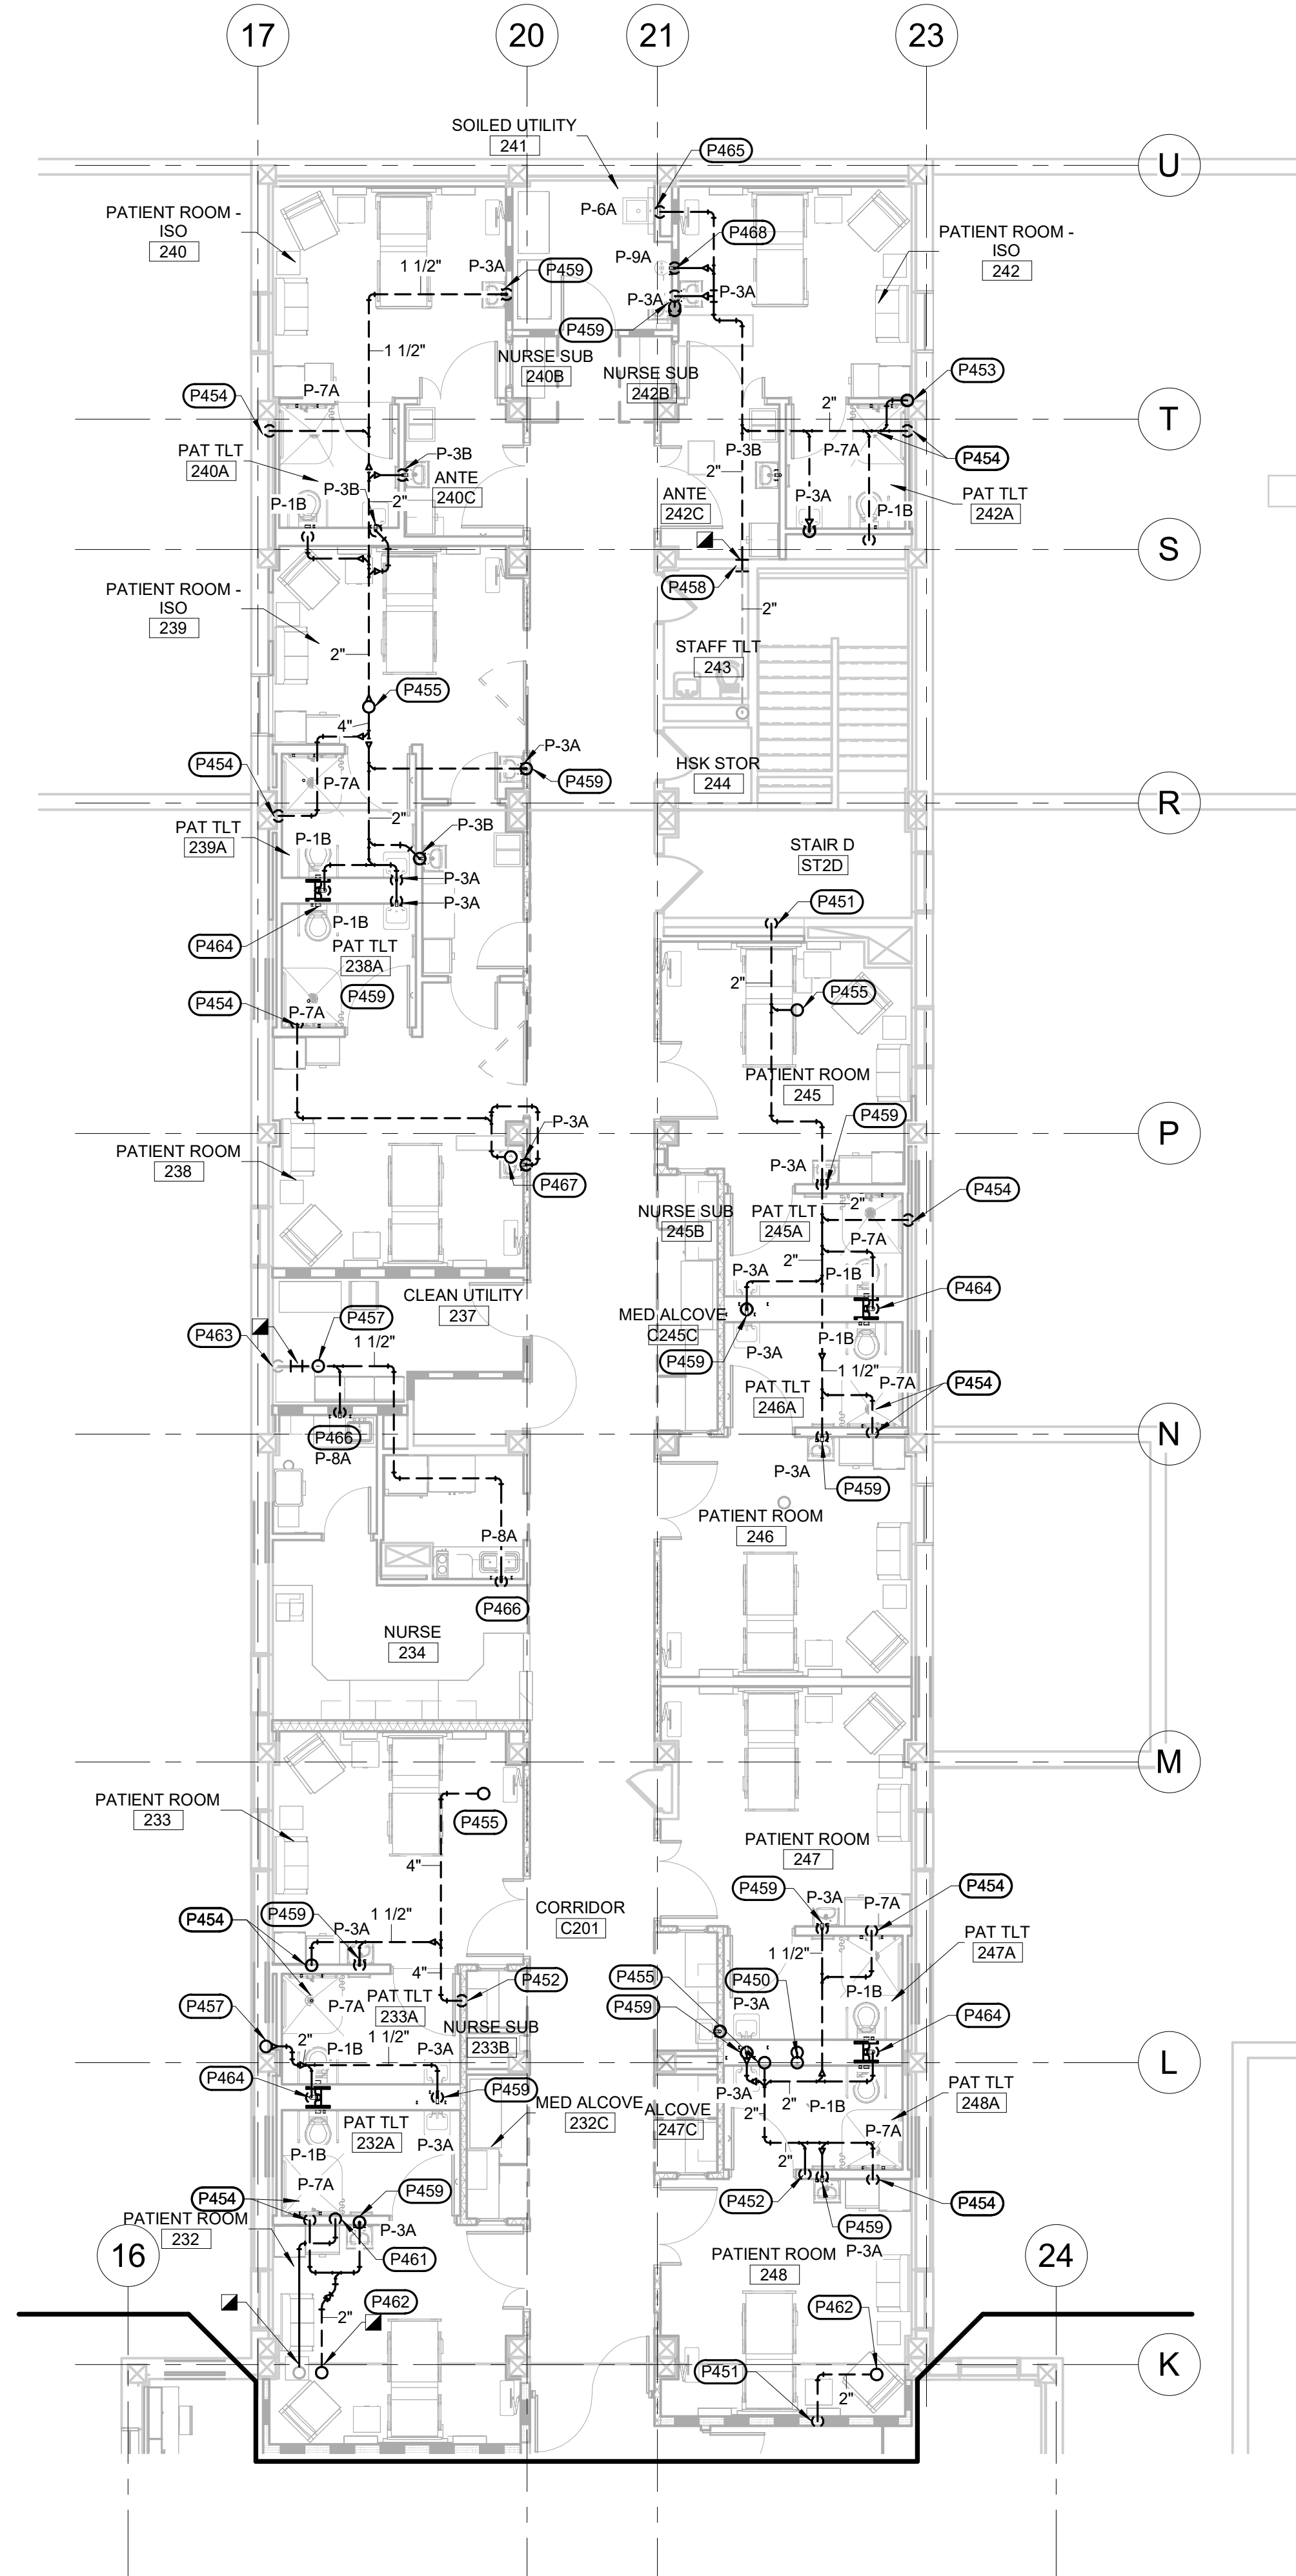 17
20
21
23
SOILED UTILITY
241
P465
U
P-6A
PATIENT ROOM -
ISO
240
P468
PATIENT ROOM -
ISO
242
P-9A
1 1/2"
P-3A
P459
P-3A
P-3A
P459
1 1/2"
NURSE SUB
240B
NURSE SUB
242B
P453
P454
P-7A
2"
T
PAT TLT
240A
P-3B
ANTE
240C
P-3B
P-7A
P454
2"
P-3B
2"
P-1B
ANTE
242C
P-3A
P-1B
PAT TLT
242A
S
PATIENT ROOM -
ISO
239
P458
2"
2"
STAFF TLT
243
P455
4"
P-3A
P454
P-7A
P459
HSK STOR
244
R
2"
PAT TLT
239A
P-1B
P-3B
STAIR D
ST2D
P-3A
P-3A
P451
P-1B
P464
PAT TLT
238A
P459
P454
P-7A
2"
P455
PATIENT ROOM
245
P-3A
P459
P
PATIENT ROOM
238
P-3A
P467
P454
NURSE SUB
245B
PAT TLT
245A
2"
P-7A
2"
P-3A
P-1B
CLEAN UTILITY
237
P464
P457
MED ALCOVE
C245C
P463
1 1/2"
P-1B
P-3A
P459
1 1/2"
P-7A
P454
PAT TLT
246A
P466
P-8A
N
P-3A
P459
PATIENT ROOM
246
P-8A
P466
NURSE
234
M
PATIENT ROOM
233
P455
PATIENT ROOM
247
4"
P459
P454
P454
P459
1 1/2"
P-3A
CORRIDOR
C201
P-3A
P-7A
PAT TLT
247A
1 1/2"
4"
P452
P455
P450
PAT TLT
233A
P-7A
P457
P459
P-3A
P-1B
P464
NURSE SUB
233B
2"
1 1/2"
P-1B
P-3A
L
P464
P459
P-3A
PAT TLT
248A
MED ALCOVE
232C
ALCOVE
247C
2"
2"
P-1B
PAT TLT
232A
P-3A
P-7A
P-1B
2"
P-7A
P454
P459
P452
P454
PATIENT ROOM
232
P-3A
P459
P461
P-3A
PATIENT ROOM
248
16
24
P462
2"
P462
K
P451
2"